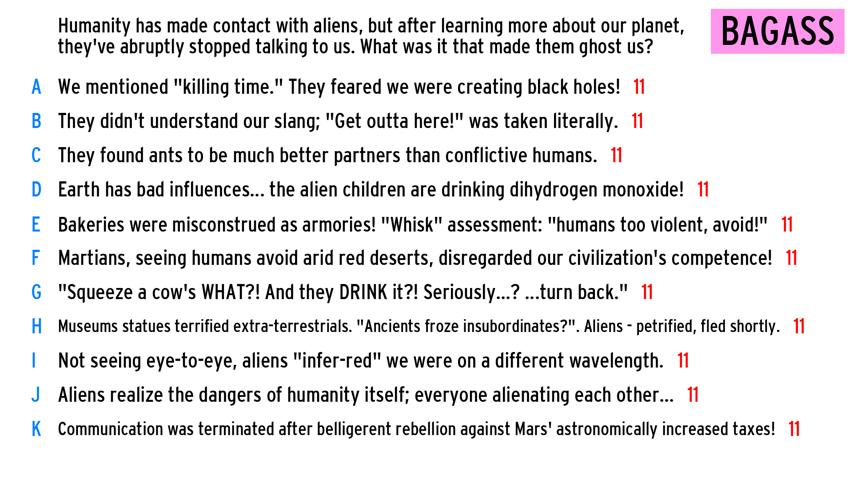 Humanity has made contact with aliens, but after learning more about our planet,
they've abruptly stopped talking to us. What was it that made them ghost us?
BAGASS
A We mentioned "killing time." They feared we were creating black holes! 11
B They didn't understand our slang; "Get outta here!" was taken literally. 11
C They found ants to be much better partners than conflictive humans. 11
D Earth has bad influences... the alien children are drinking dihydrogen monoxide! 11
E Bakeries were misconstrued as armories! "Whisk" assessment: "humans too violent, avoid!" 11
F Martians, seeing humans avoid arid red deserts, disregarded our civilization's competence! 11
G "Squeeze a cow's WHAT?! And they DRINK it?! Seriously...? ...turn back." 11
H Museums statues terrified extra-terrestrials. "Ancients froze insubordinates?". Aliens - petrified, fled shortly. 11
I Not seeing eye-to-eye, aliens "infer-red" we were on a different wavelength. 11
J Aliens realize the dangers of humanity itself; everyone alienating each other... 11
K Communication was terminated after belligerent rebellion against Mars' astronomically increased taxes! 11